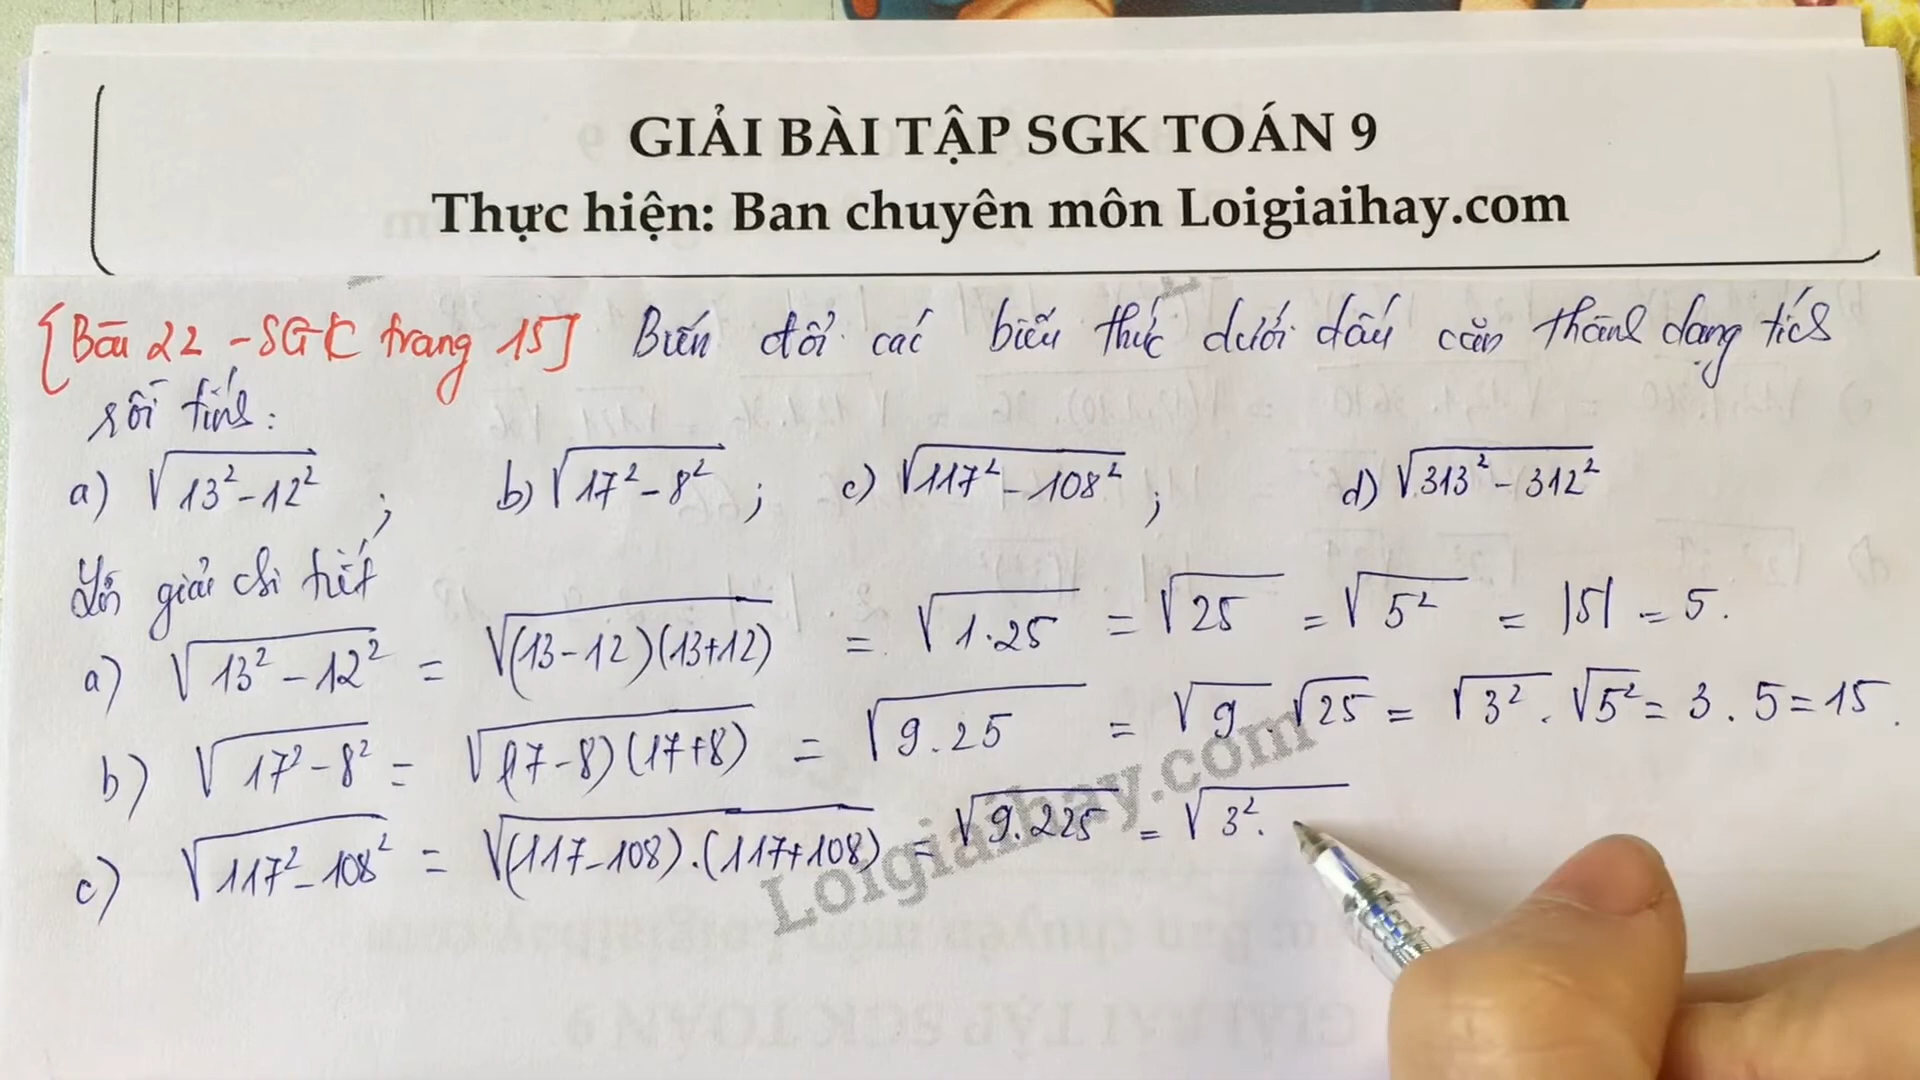 GIẢI BÀI TẬP SGK TOÁN 9
Thực hiện: Ban chuyên môn Loigiaihay.com
[Bài 22 - SGK trang 15] Biến đổi các biểu thức dưới dấu căn thành dạng tích
rồi tính:
a) √(13² - 12²) ; b) √(17² - 8²) ; c) √(117² - 108²) ; d) √(313² - 312²)
Lời giải chi tiết
a) √(13² - 12²) = √((13-12)(13+12)) = √(1.25) = √25 = √(5²) = |5| = 5.
b) √(17² - 8²) = √((17-8)(17+8)) = √(9.25) = √9 . √25 = √(3²) . √(5²) = 3 . 5 = 15.
c) √(117² - 108²) = √((117-108).(117+108)) = √(9.225) = √(3².
Loigiaihay.com